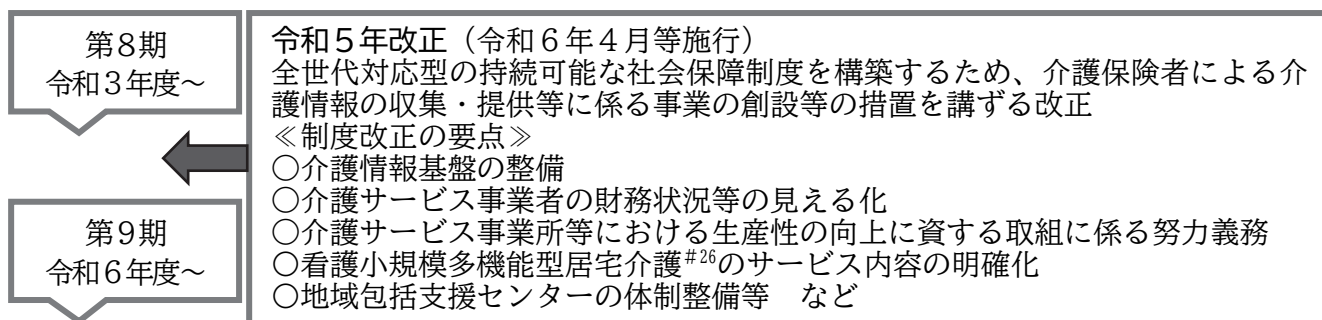 第8期
令和3年度～
令和５年改正（令和６年４月等施行）
全世代対応型の持続可能な社会保障制度を構築するため、介護保険者による介
護情報の収集・提供等に係る事業の創設等の措置を講ずる改正
≪制度改正の要点≫
○介護情報基盤の整備
○介護サービス事業者の財務状況等の見える化
○介護サービス事業所等における生産性の向上に資する取組に係る努力義務
○看護小規模多機能型居宅介護#26のサービス内容の明確化
○地域包括支援センターの体制整備等　など
第9期
令和6年度～